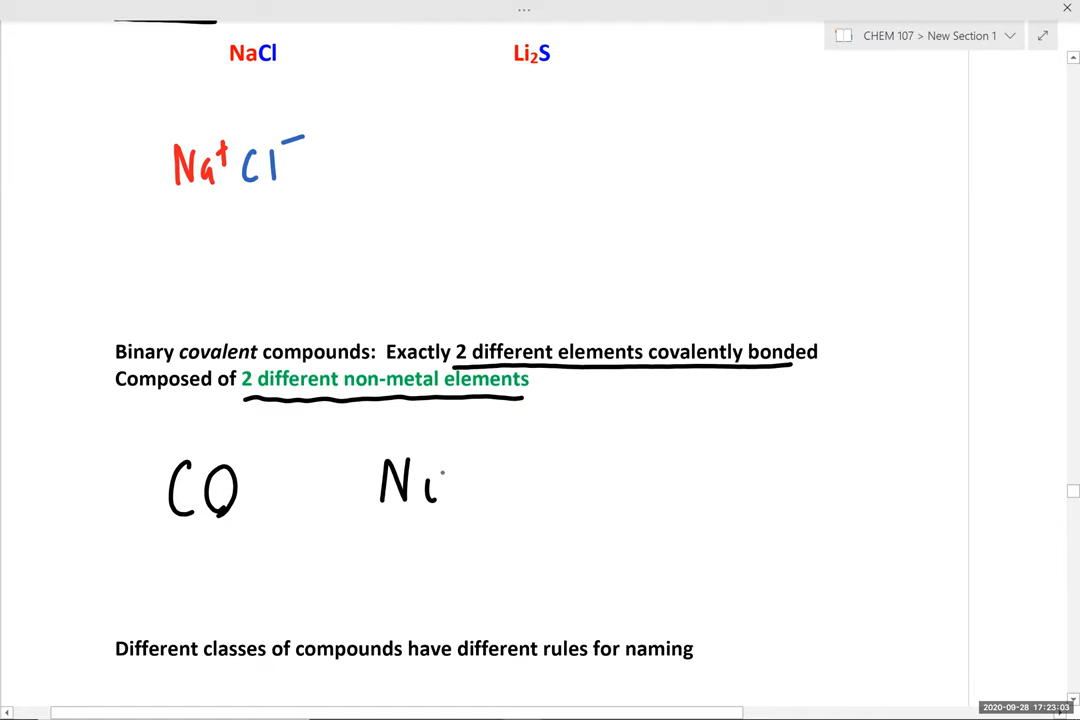 CHEM 107 > New Section 1
NaCl Li₂S
Na⁺ Cl⁻
Binary covalent compounds: Exactly 2 different elements covalently bonded
Composed of 2 different non-metal elements
CO N
Different classes of compounds have different rules for naming
2020-09-28 17:23:03